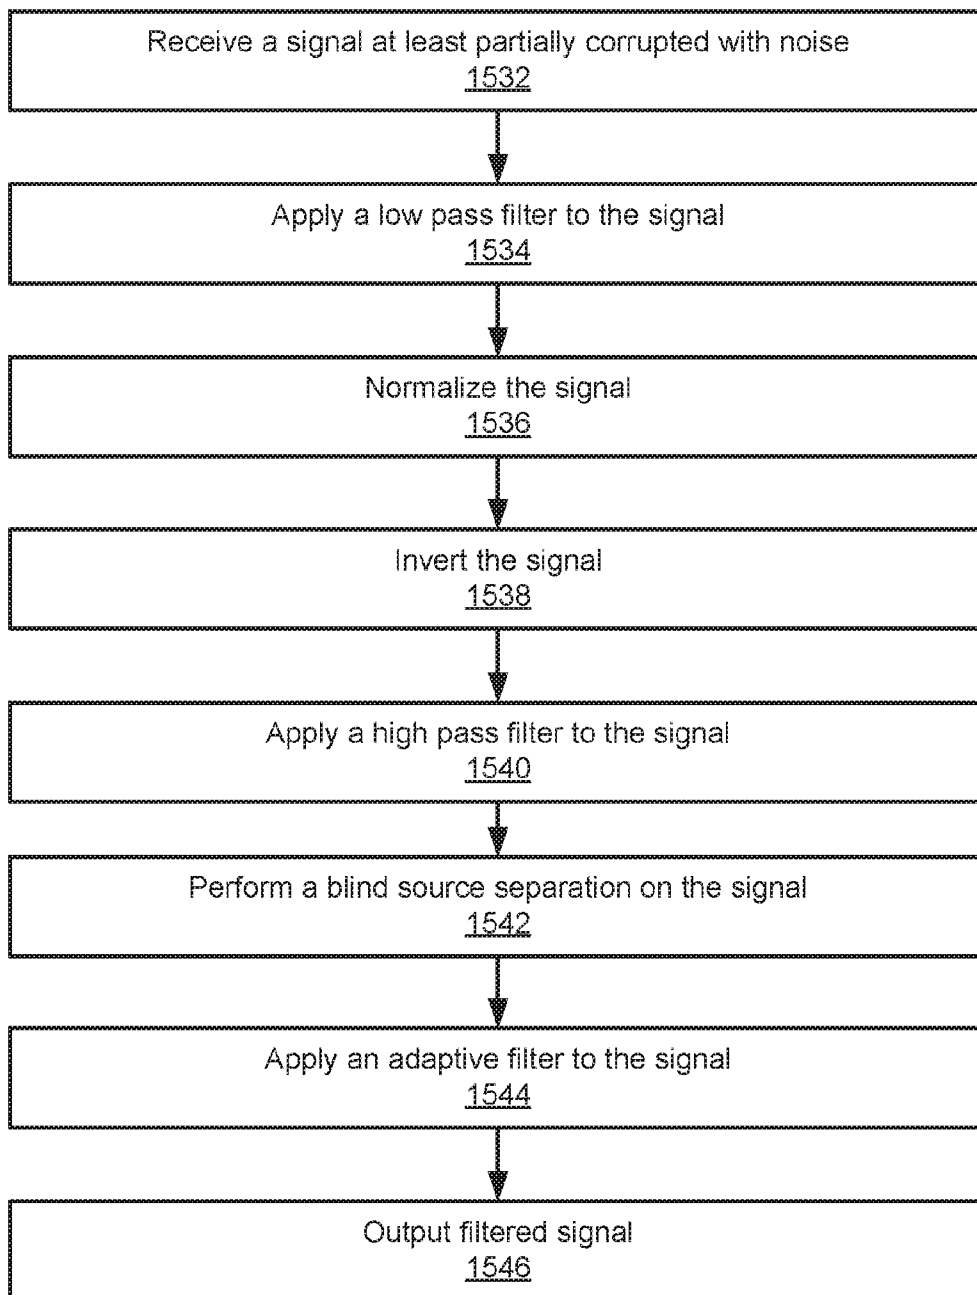 Receive a signal at least partially corrupted with noise
1532
Apply a low pass filter to the signal
1534
Normalize the signal
1536
Invert the signal
1538
Apply a high pass filter to the signal
1540
Perform a blind source separation on the signal
1542
Apply an adaptive filter to the signal
1544
Output filtered signal
1546